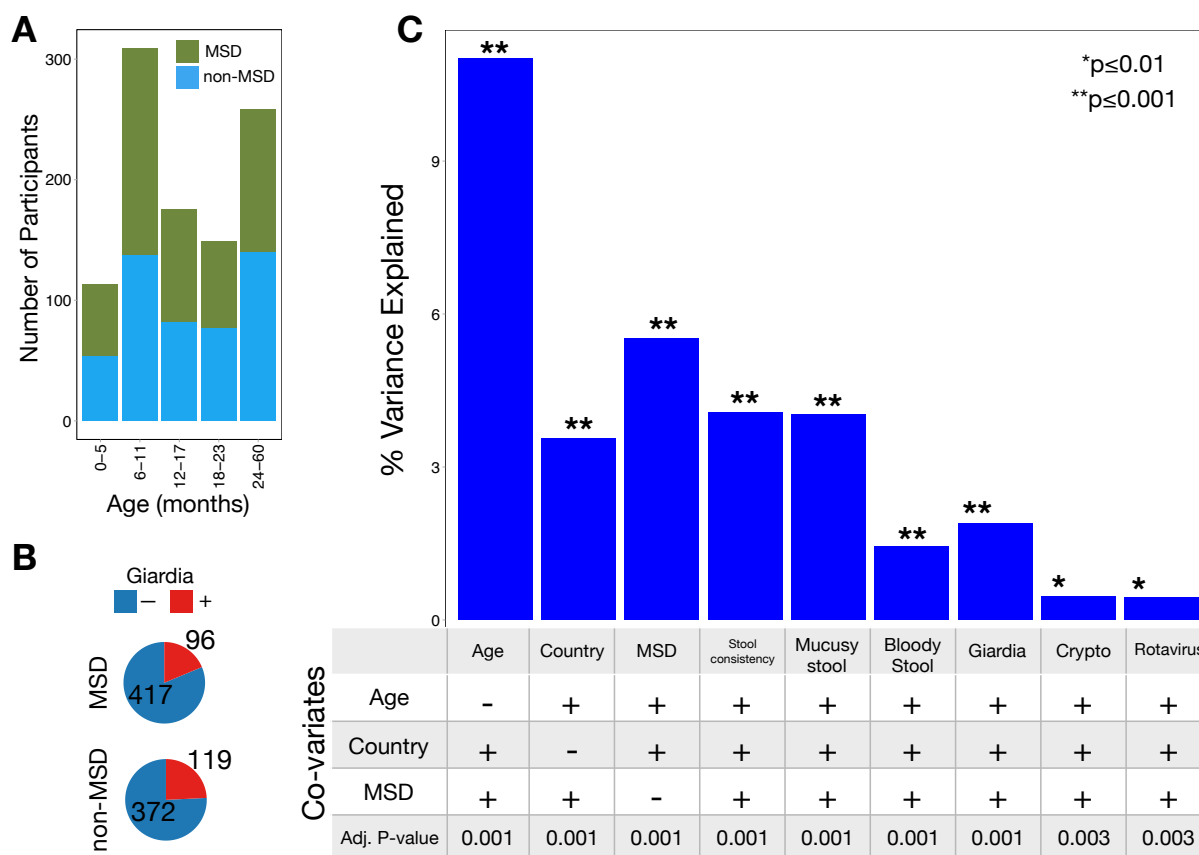 A
Number of Participants
300
200
100
0
MSD
non-MSD
0–5
6–11
12–17
18–23
24–60
Age (months)
B
Giardia
— +
MSD
96
417
non-MSD
119
372
C
% Variance Explained
9
6
3
0
** ** ** ** ** ** ** * *
*p≤0.01
**p≤0.001
Age Country MSD Stool consistency Mucusy stool Bloody Stool Giardia Crypto Rotavirus
Co-variates
Age - + + + + + + + +
Country + - + + + + + + +
MSD + + - + + + + + +
Adj. P-value 0.001 0.001 0.001 0.001 0.001 0.001 0.001 0.003 0.003